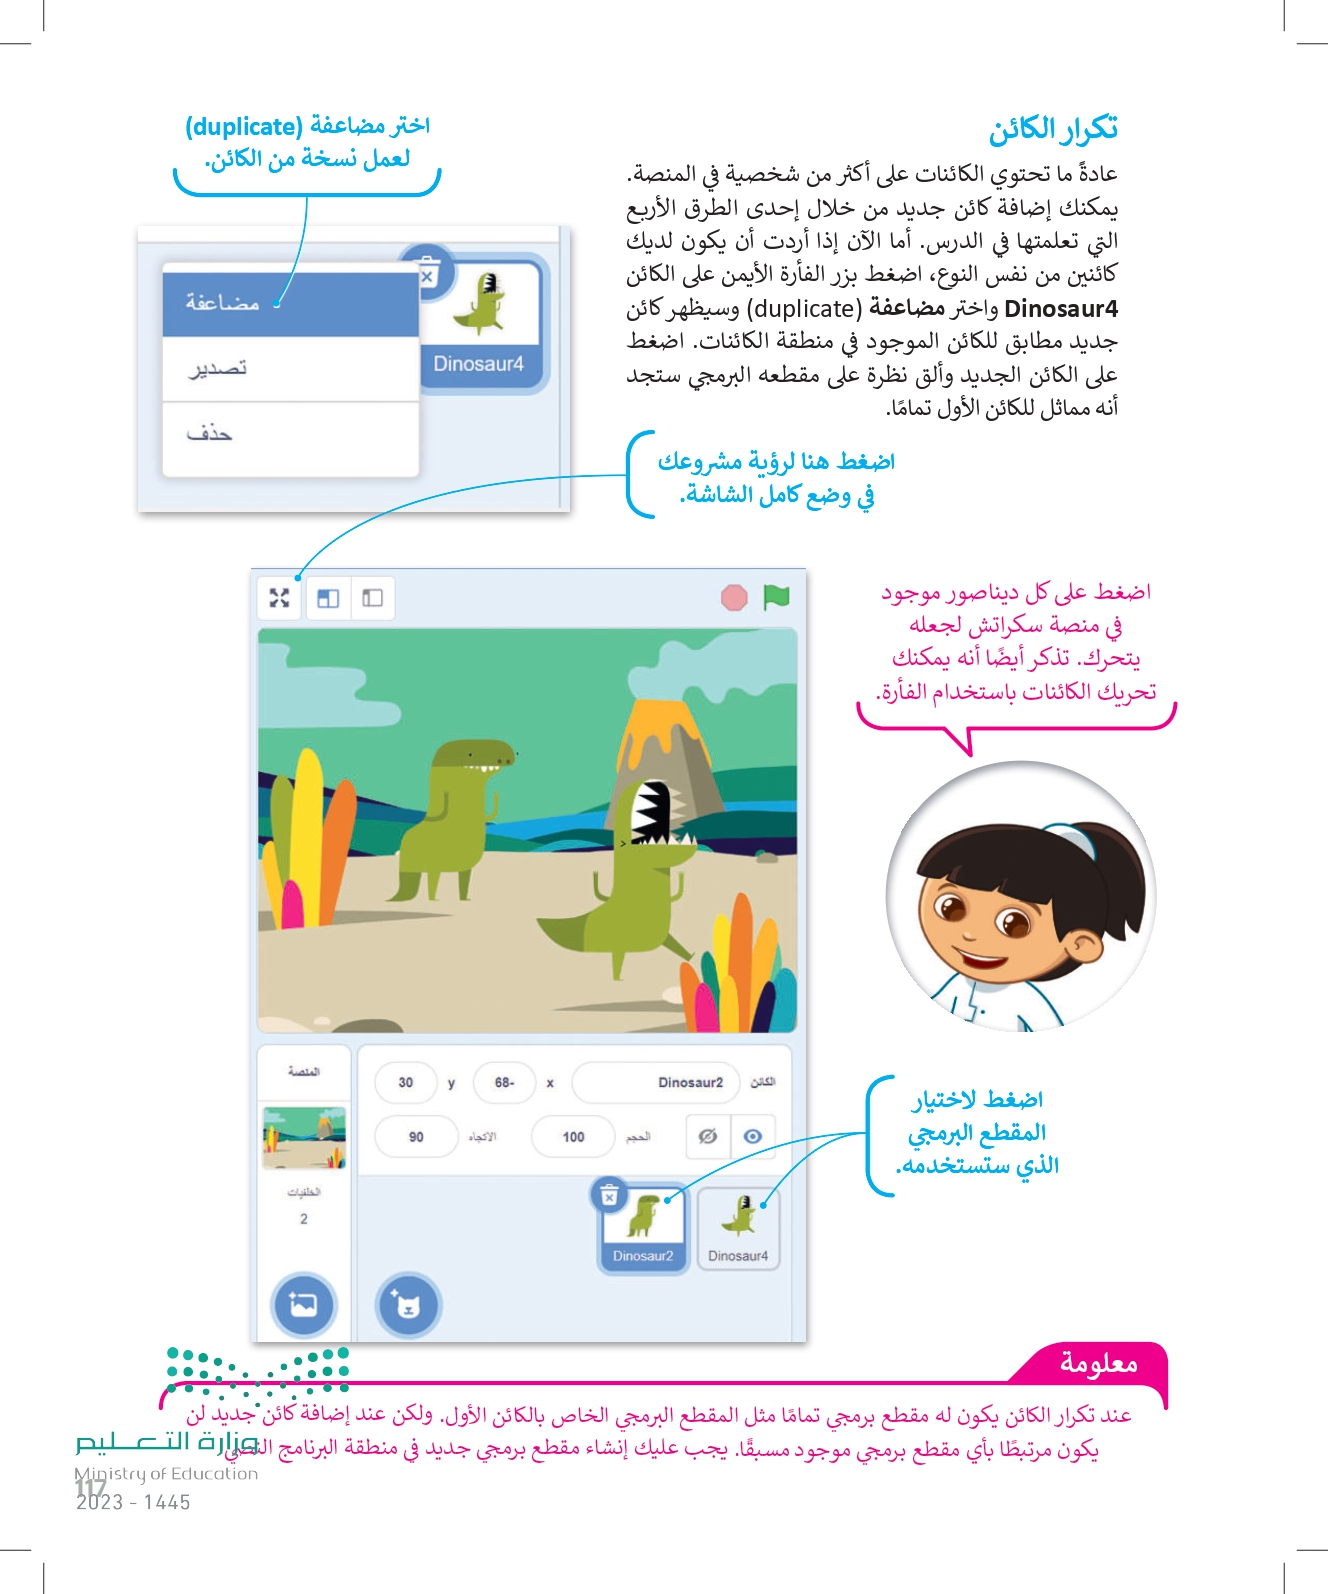 تكرار الكائن
عادةً ما تحتوي الكائنات على أكثر من شخصية في المنصة.
يمكنك إضافة كائن جديد من خلال إحدى الطرق الأربع
التي تعلمتها في الدرس. أما الآن إذا أردت أن يكون لديك
كائنين من نفس النوع، اضغط بزر الفأرة الأيمن على الكائن
Dinosaur4 واختر مضاعفة (duplicate) وسيظهر كائن
جديد مطابق للكائن الموجود في منطقة الكائنات. اضغط
على الكائن الجديد وألق نظرة على مقطعه البرمجي ستجد
أنه مماثل للكائن الأول تمامًا.
اختر مضاعفة (duplicate)
لعمل نسخة من الكائن.
مضاعفة
تصدير
حذف
Dinosaur4
اضغط هنا لرؤية مشروعك
في وضع كامل الشاشة.
اضغط على كل ديناصور موجود
في منصة سكراتش لجعله
يتحرك. تذكر أيضًا أنه يمكنك
تحريك الكائنات باستخدام الفأرة.
الكائن Dinosaur2 x 68- y 30
الحجم 100 الاتجاه 90
المنصة
الخلفيات
2
Dinosaur4
Dinosaur2
اضغط لاختيار
المقطع البرمجي
الذي ستستخدمه.
معلومة
عند تكرار الكائن يكون له مقطع برمجي تمامًا مثل المقطع البرمجي الخاص بالكائن الأول. ولكن عند إضافة كائن جديد لن
يكون مرتبطًا بأي مقطع برمجي موجود مسبقًا. يجب عليك إنشاء مقطع برمجي جديد في منطقة البرنامج النصي.
وزارة التعليم
Ministry of Education
117
2023 - 1445